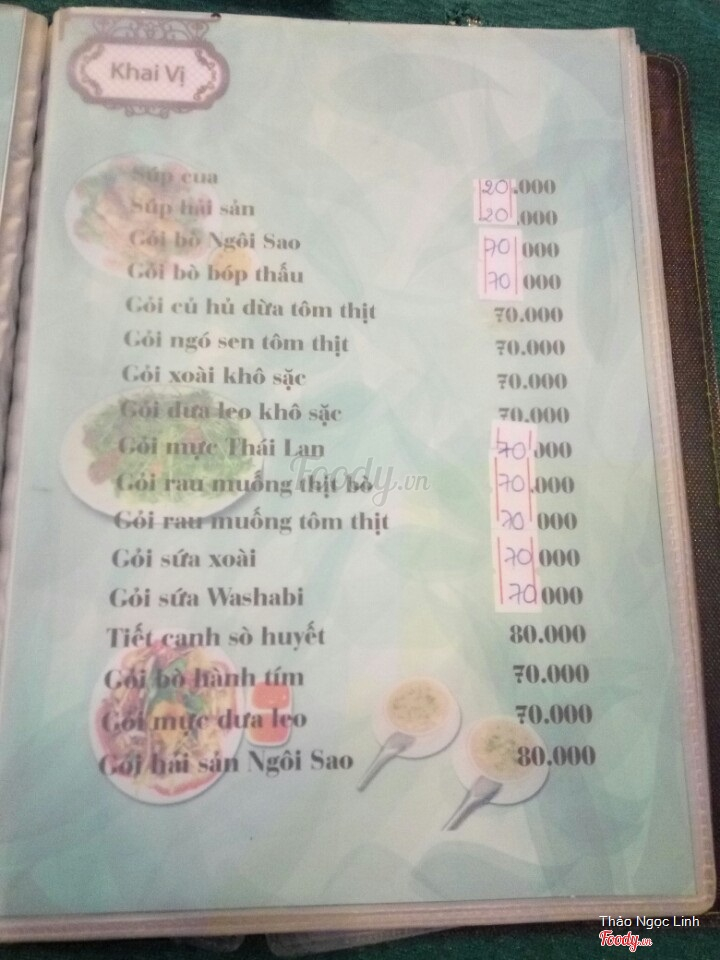 Khai Vị
Súp cua 20.000
Súp hải sản 20.000
Gỏi bò Ngôi Sao 70.000
Gỏi bò bóp thấu 70.000
Gỏi củ hủ dừa tôm thịt 70.000
Gỏi ngó sen tôm thịt 70.000
Gỏi xoài khô sặc 70.000
Gỏi dưa leo khô sặc 70.000
Gỏi mực Thái Lan 70.000
Gỏi rau muống thịt bò 70.000
Gỏi rau muống tôm thịt 70.000
Gỏi sứa xoài 70.000
Gỏi sứa Washabi 70.000
Tiết canh sò huyết 80.000
Gỏi bò hành tím 70.000
Gỏi mực dưa leo 70.000
Gỏi hải sản Ngôi Sao 80.000
Foody.vn
Thảo Ngọc Linh
Foody.vn